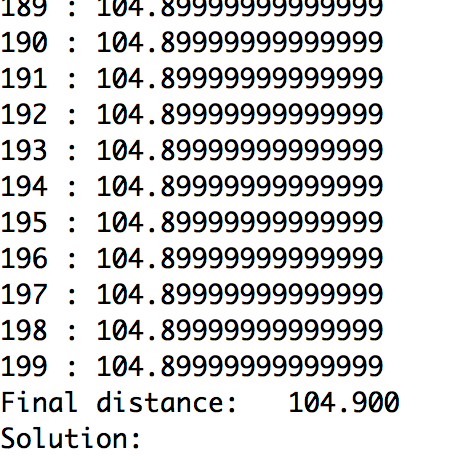 189 : 104.89999999999999
190 : 104.89999999999999
191 : 104.89999999999999
192 : 104.89999999999999
193 : 104.89999999999999
194 : 104.89999999999999
195 : 104.89999999999999
196 : 104.89999999999999
197 : 104.89999999999999
198 : 104.89999999999999
199 : 104.89999999999999
Final distance:   104.900
Solution: